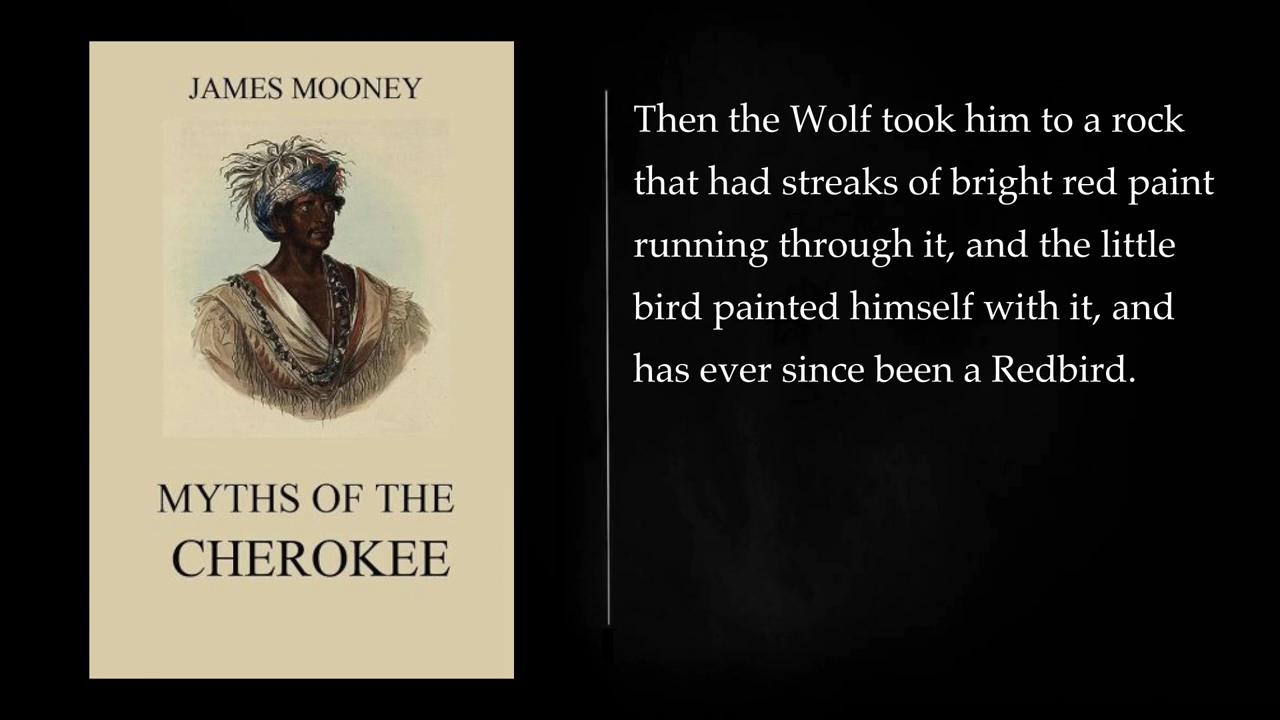 JAMES MOONEY
MYTHS OF THE
CHEROKEE
Then the Wolf took him to a rock
that had streaks of bright red paint
running through it, and the little
bird painted himself with it, and
has ever since been a Redbird.